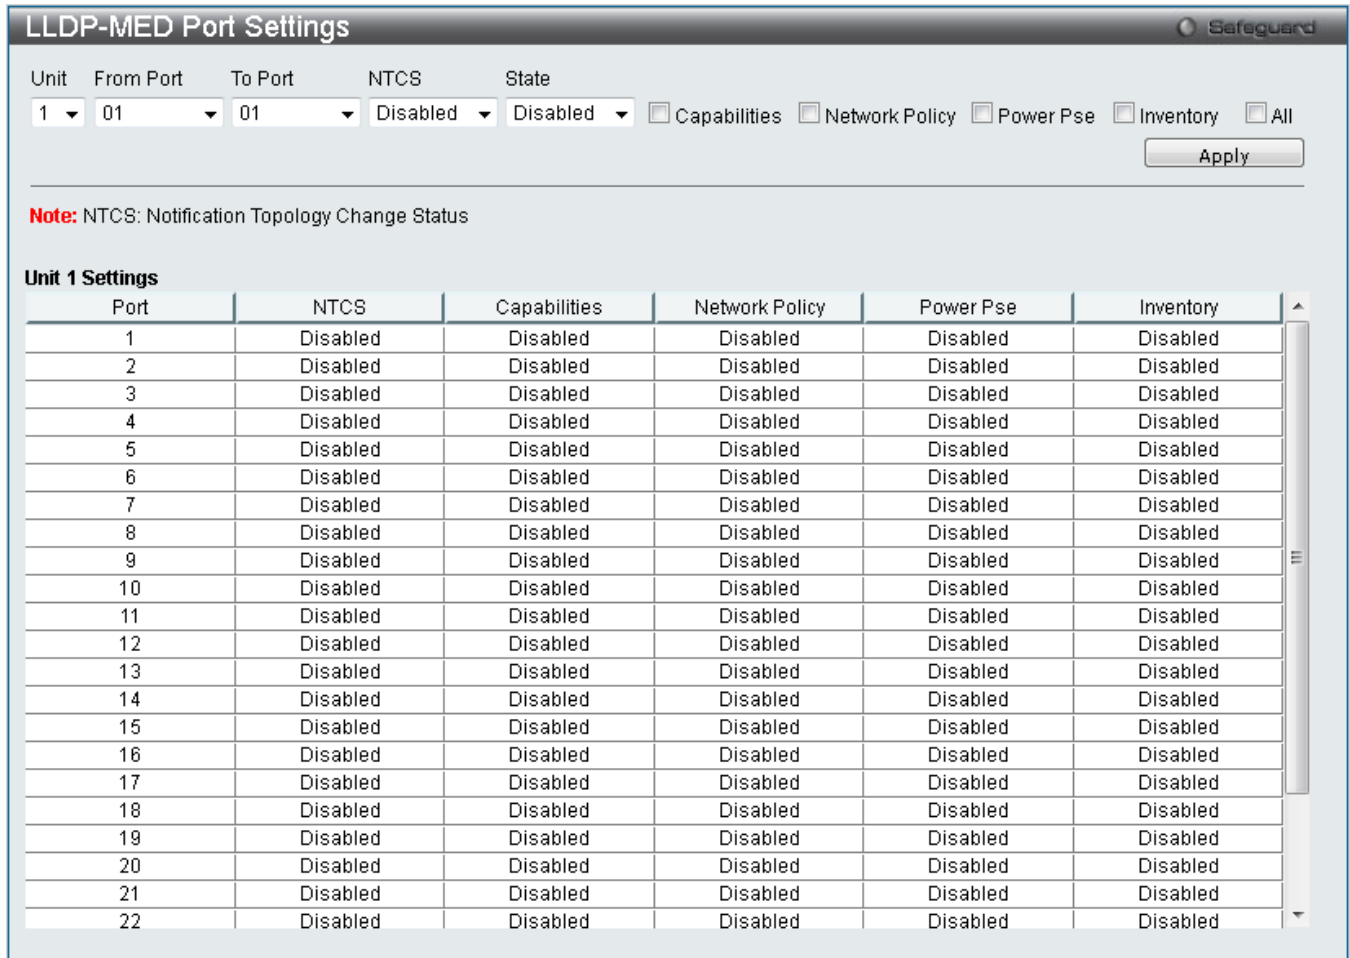 LLDP-MED Port Settings Safeguard
Unit From Port To Port NTCS State
1 01 01 Disabled Disabled Capabilities Network Policy Power Pse Inventory All
Apply
Note: NTCS: Notification Topology Change Status
Unit 1 Settings
Port NTCS Capabilities Network Policy Power Pse Inventory
1 Disabled Disabled Disabled Disabled Disabled
2 Disabled Disabled Disabled Disabled Disabled
3 Disabled Disabled Disabled Disabled Disabled
4 Disabled Disabled Disabled Disabled Disabled
5 Disabled Disabled Disabled Disabled Disabled
6 Disabled Disabled Disabled Disabled Disabled
7 Disabled Disabled Disabled Disabled Disabled
8 Disabled Disabled Disabled Disabled Disabled
9 Disabled Disabled Disabled Disabled Disabled
10 Disabled Disabled Disabled Disabled Disabled
11 Disabled Disabled Disabled Disabled Disabled
12 Disabled Disabled Disabled Disabled Disabled
13 Disabled Disabled Disabled Disabled Disabled
14 Disabled Disabled Disabled Disabled Disabled
15 Disabled Disabled Disabled Disabled Disabled
16 Disabled Disabled Disabled Disabled Disabled
17 Disabled Disabled Disabled Disabled Disabled
18 Disabled Disabled Disabled Disabled Disabled
19 Disabled Disabled Disabled Disabled Disabled
20 Disabled Disabled Disabled Disabled Disabled
21 Disabled Disabled Disabled Disabled Disabled
22 Disabled Disabled Disabled Disabled Disabled